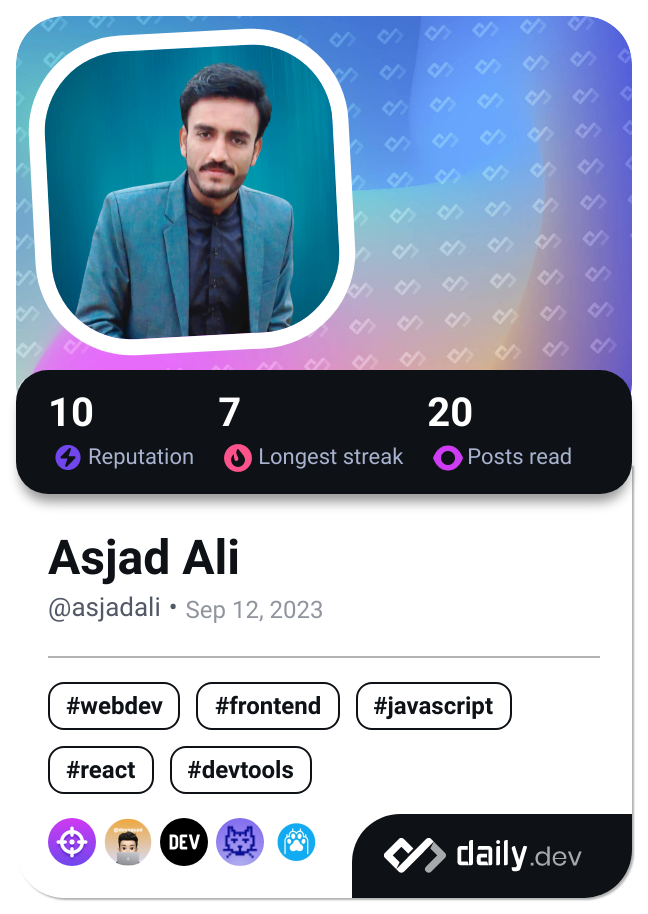 10 7 20
Reputation Longest streak Posts read
Asjad Ali
@asjadali • Sep 12, 2023
#webdev #frontend #javascript
#react #devtools
DEV
daily.dev